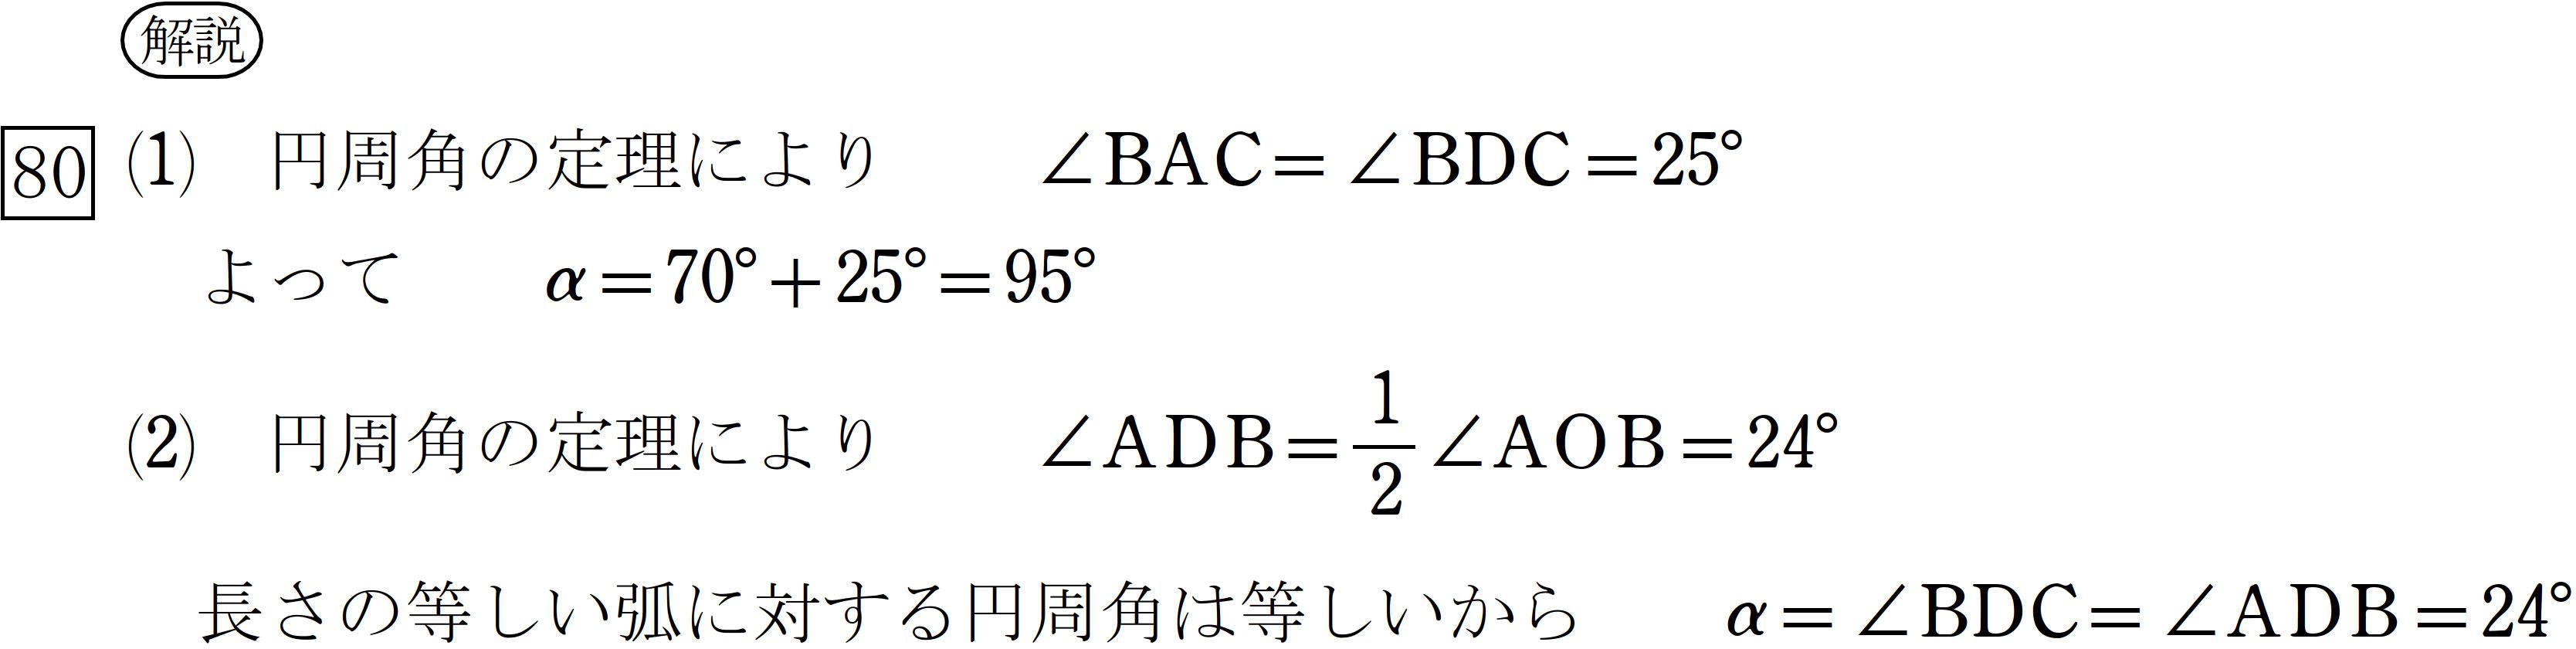 解説
80 (1) 円周角の定理により ∠BAC=∠BDC=25°
よって α=70°+25°=95°
(2) 円周角の定理により ∠ADB=1/2∠AOB=24°
長さの等しい弧に対する円周角は等しいから α=∠BDC=∠ADB=24°